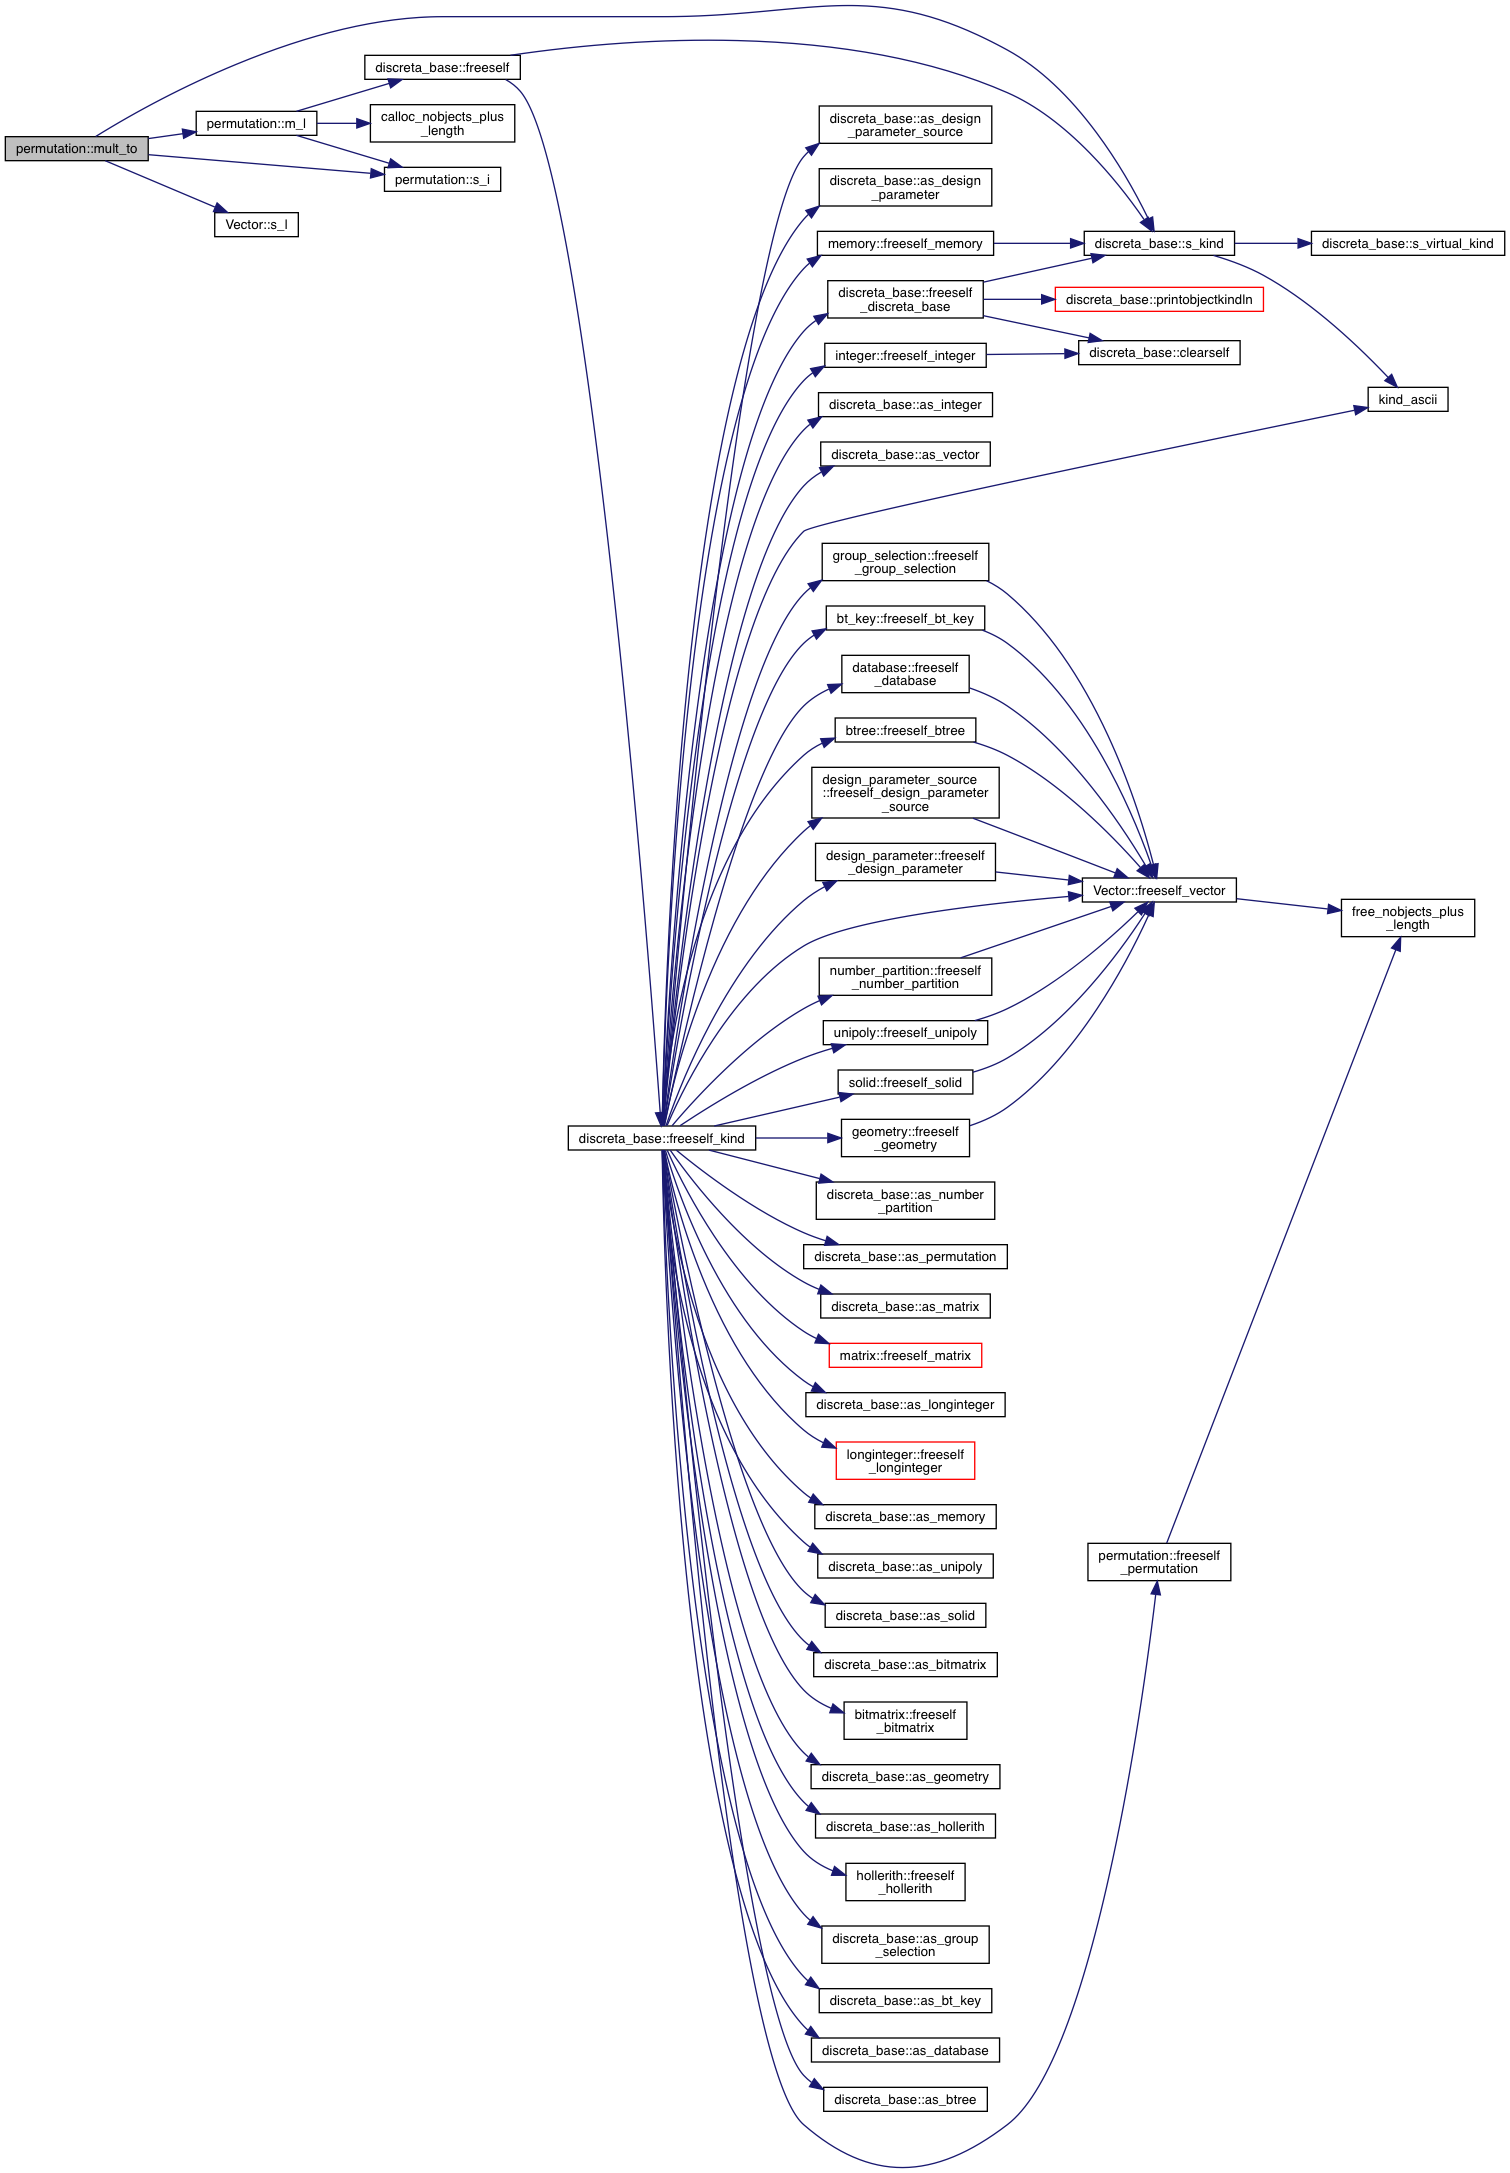 permutation::mult_to
permutation::m_l
Vector::s_l
discreta_base::freeself
calloc_nobjects_plus
_length
permutation::s_i
discreta_base::freeself_kind
discreta_base::as_design
_parameter_source
discreta_base::as_design
_parameter
memory::freeself_memory
discreta_base::freeself
_discreta_base
integer::freeself_integer
discreta_base::as_integer
discreta_base::as_vector
group_selection::freeself
_group_selection
bt_key::freeself_bt_key
database::freeself
_database
btree::freeself_btree
design_parameter_source
::freeself_design_parameter
_source
design_parameter::freeself
_design_parameter
number_partition::freeself
_number_partition
unipoly::freeself_unipoly
solid::freeself_solid
geometry::freeself
_geometry
discreta_base::as_number
_partition
discreta_base::as_permutation
discreta_base::as_matrix
matrix::freeself_matrix
discreta_base::as_longinteger
longinteger::freeself
_longinteger
discreta_base::as_memory
discreta_base::as_unipoly
discreta_base::as_solid
discreta_base::as_bitmatrix
bitmatrix::freeself
_bitmatrix
discreta_base::as_geometry
discreta_base::as_hollerith
hollerith::freeself
_hollerith
discreta_base::as_group
_selection
discreta_base::as_bt_key
discreta_base::as_database
discreta_base::as_btree
discreta_base::s_kind
discreta_base::printobjectkindln
discreta_base::clearself
Vector::freeself_vector
permutation::freeself
_permutation
discreta_base::s_virtual_kind
kind_ascii
free_nobjects_plus
_length